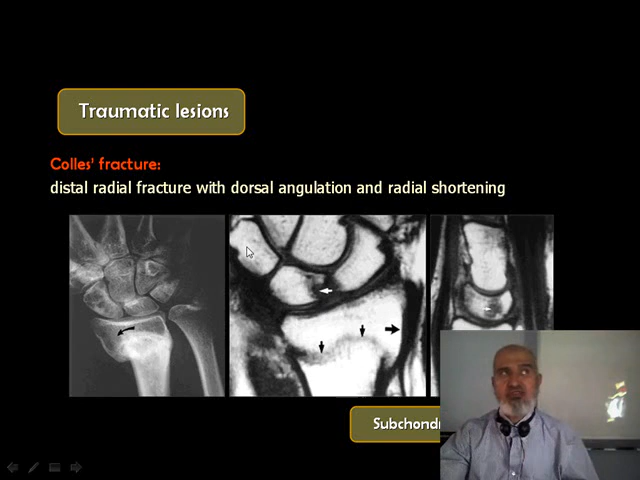 Traumatic lesions
Colles' fracture:
distal radial fracture with dorsal angulation and radial shortening